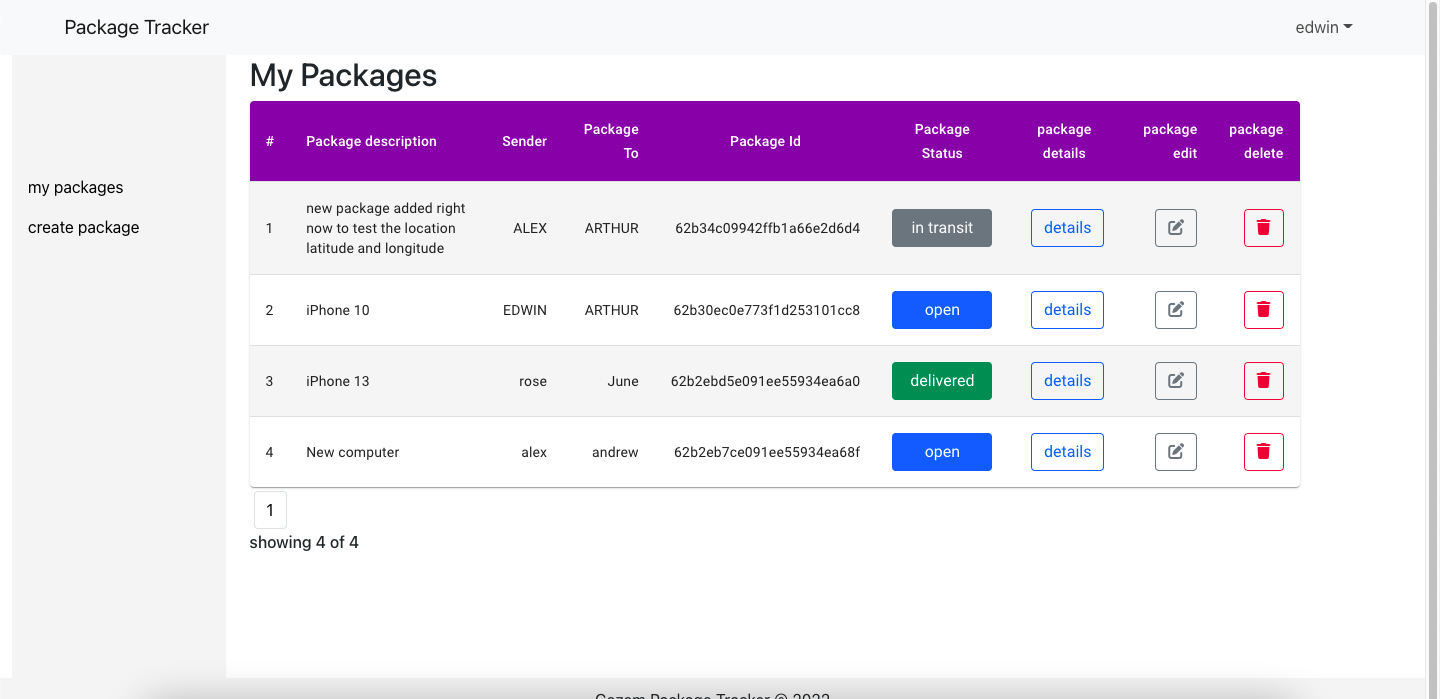 Package Tracker
edwin
my packages
create package
My Packages
# Package description Sender Package To Package Id Package Status package details package edit package delete
1 new package added right now to test the location latitude and longitude ALEX ARTHUR 62b34c09942ffb1a66e2d6d4 in transit details
2 iPhone 10 EDWIN ARTHUR 62b30ec0e773f1d253101cc8 open details
3 iPhone 13 rose June 62b2ebd5e091ee55934ea6a0 delivered details
4 New computer alex andrew 62b2eb7ce091ee55934ea68f open details
1
showing 4 of 4
Package Tracker ©